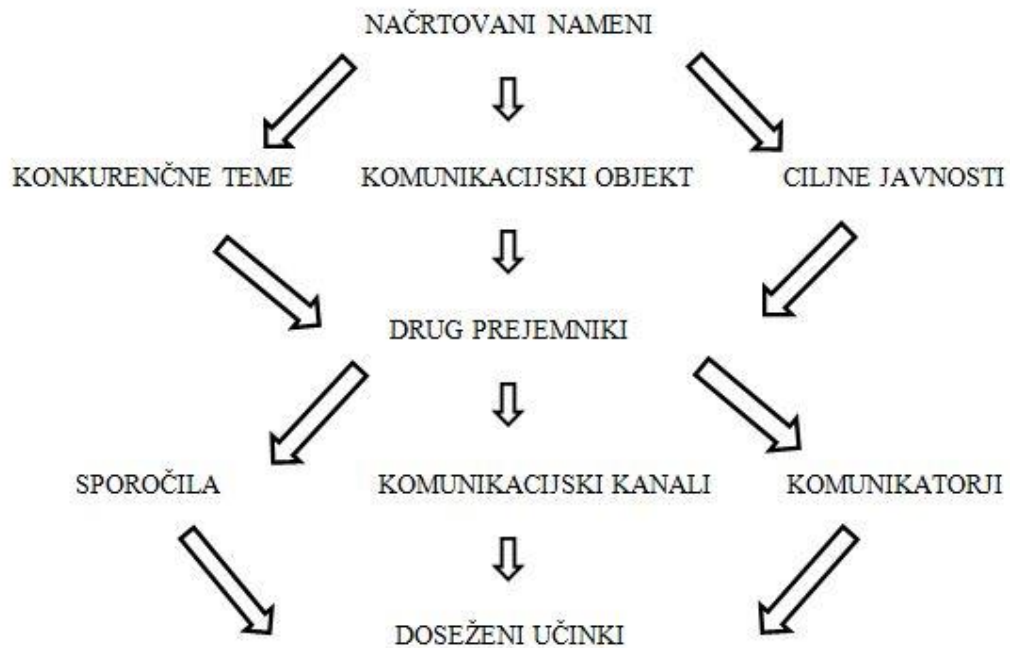 NAČRTOVANI NAMENI
KONKURENČNE TEME
KOMUNIKACIJSKI OBJEKT
CILJNE JAVNOSTI
DRUG PREJEMNIKI
SPOROČILA
KOMUNIKACIJSKI KANALI
KOMUNIKATORJI
DOSEŽENI UČINKI